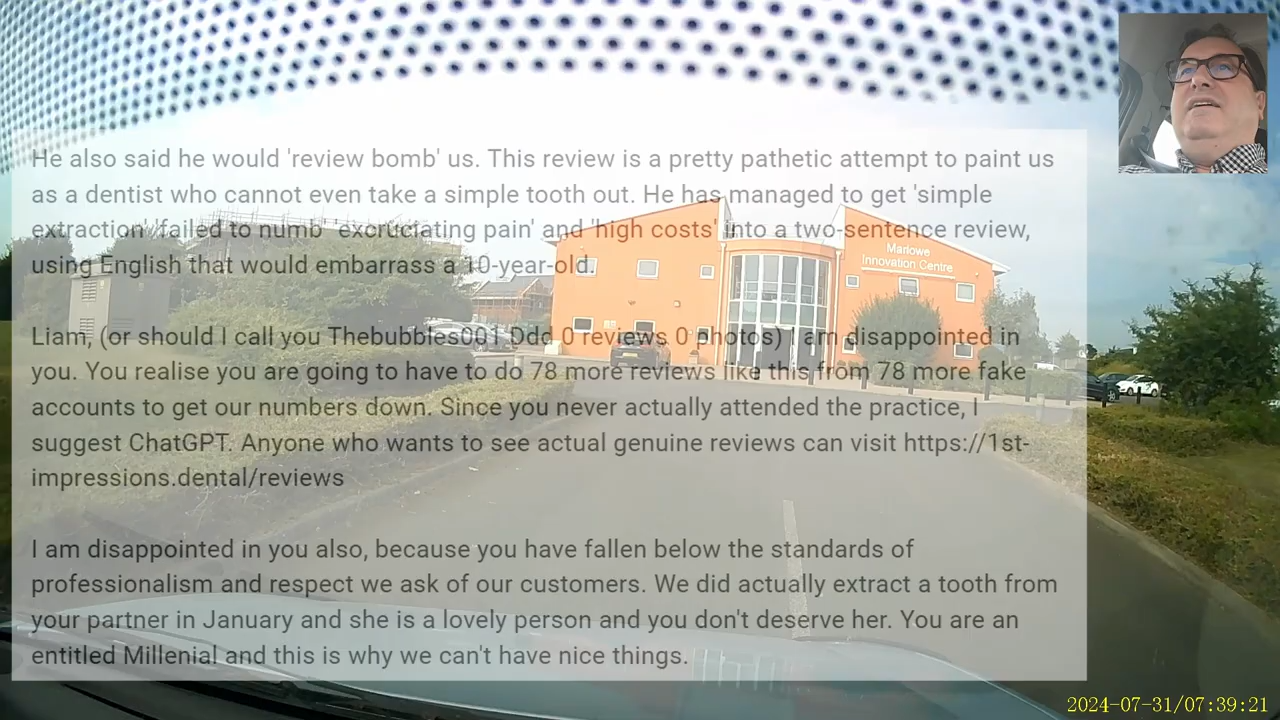 He also said he would 'review bomb' us. This review is a pretty pathetic attempt to paint us
as a dentist who cannot even take a simple tooth out. He has managed to get 'simple
extraction' 'failed to numb' 'excruciating pain' and 'high costs' into a two-sentence review,
using English that would embarrass a 10-year-old.
Marlowe
Innovation Centre
Liam, (or should I call you Thebubbles001 Ddd 0 reviews 0 photos) I am disappointed in
you. You realise you are going to have to do 78 more reviews like this from 78 more fake
accounts to get our numbers down. Since you never actually attended the practice, I
suggest ChatGPT. Anyone who wants to see actual genuine reviews can visit https://1st-
impressions.dental/reviews
I am disappointed in you also, because you have fallen below the standards of
professionalism and respect we ask of our customers. We did actually extract a tooth from
your partner in January and she is a lovely person and you don't deserve her. You are an
entitled Millenial and this is why we can't have nice things.
2024-07-31/07:39:21